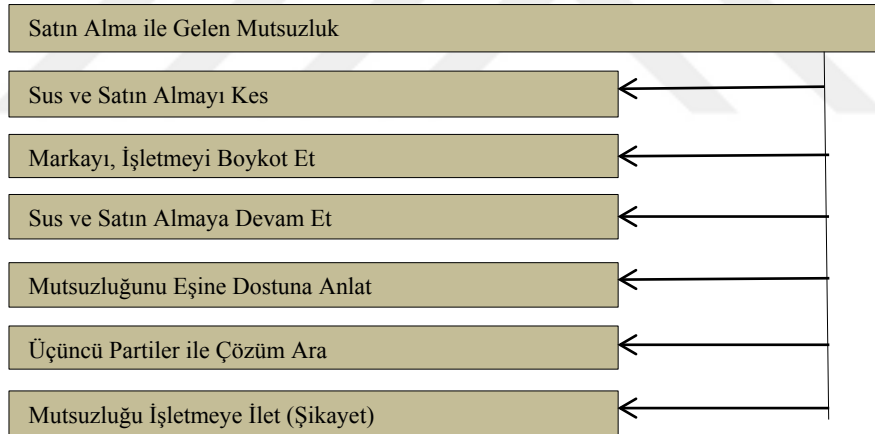 Satın Alma ile Gelen Mutsuzluk
Sus ve Satın Almayı Kes
Markayı, İşletmeyi Boykot Et
Sus ve Satın Almaya Devam Et
Mutsuzluğunu Eşine Dostuna Anlat
Üçüncü Partiler ile Çözüm Ara
Mutsuzluğu İşletmeye İlet (Şikayet)